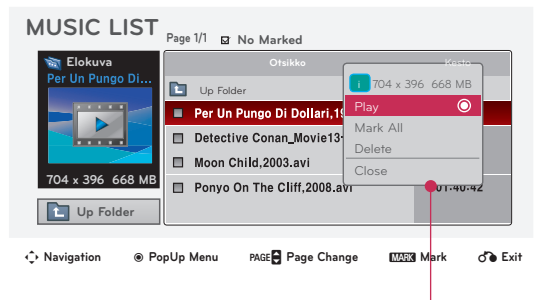 MUSIC LIST
Page 1/1 No Marked
Elokuva
Per Un Pungo Di...
704 x 396 668 MB
Up Folder
Otsikko Kesto
Up Folder
Per Un Pungo Di Dollari,19
Detective Conan_Movie13
Moon Child,2003.avi
Ponyo On The Cliff,2008.avi 01:40:42
i 704 x 396 668 MB
Play
Mark All
Delete
Close
Navigation PopUp Menu PAGE Page Change MARK Mark Exit